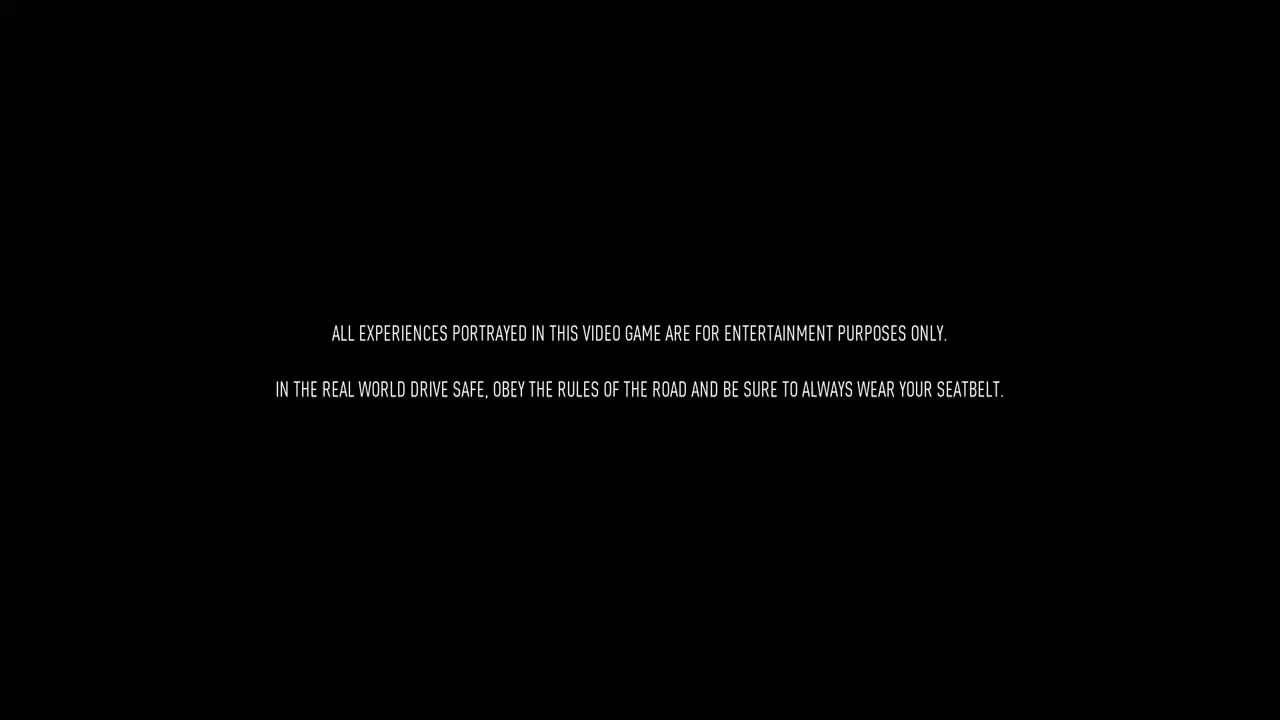 ALL EXPERIENCES PORTRAYED IN THIS VIDEO GAME ARE FOR ENTERTAINMENT PURPOSES ONLY.
IN THE REAL WORLD DRIVE SAFE, OBEY THE RULES OF THE ROAD AND BE SURE TO ALWAYS WEAR YOUR SEATBELT.